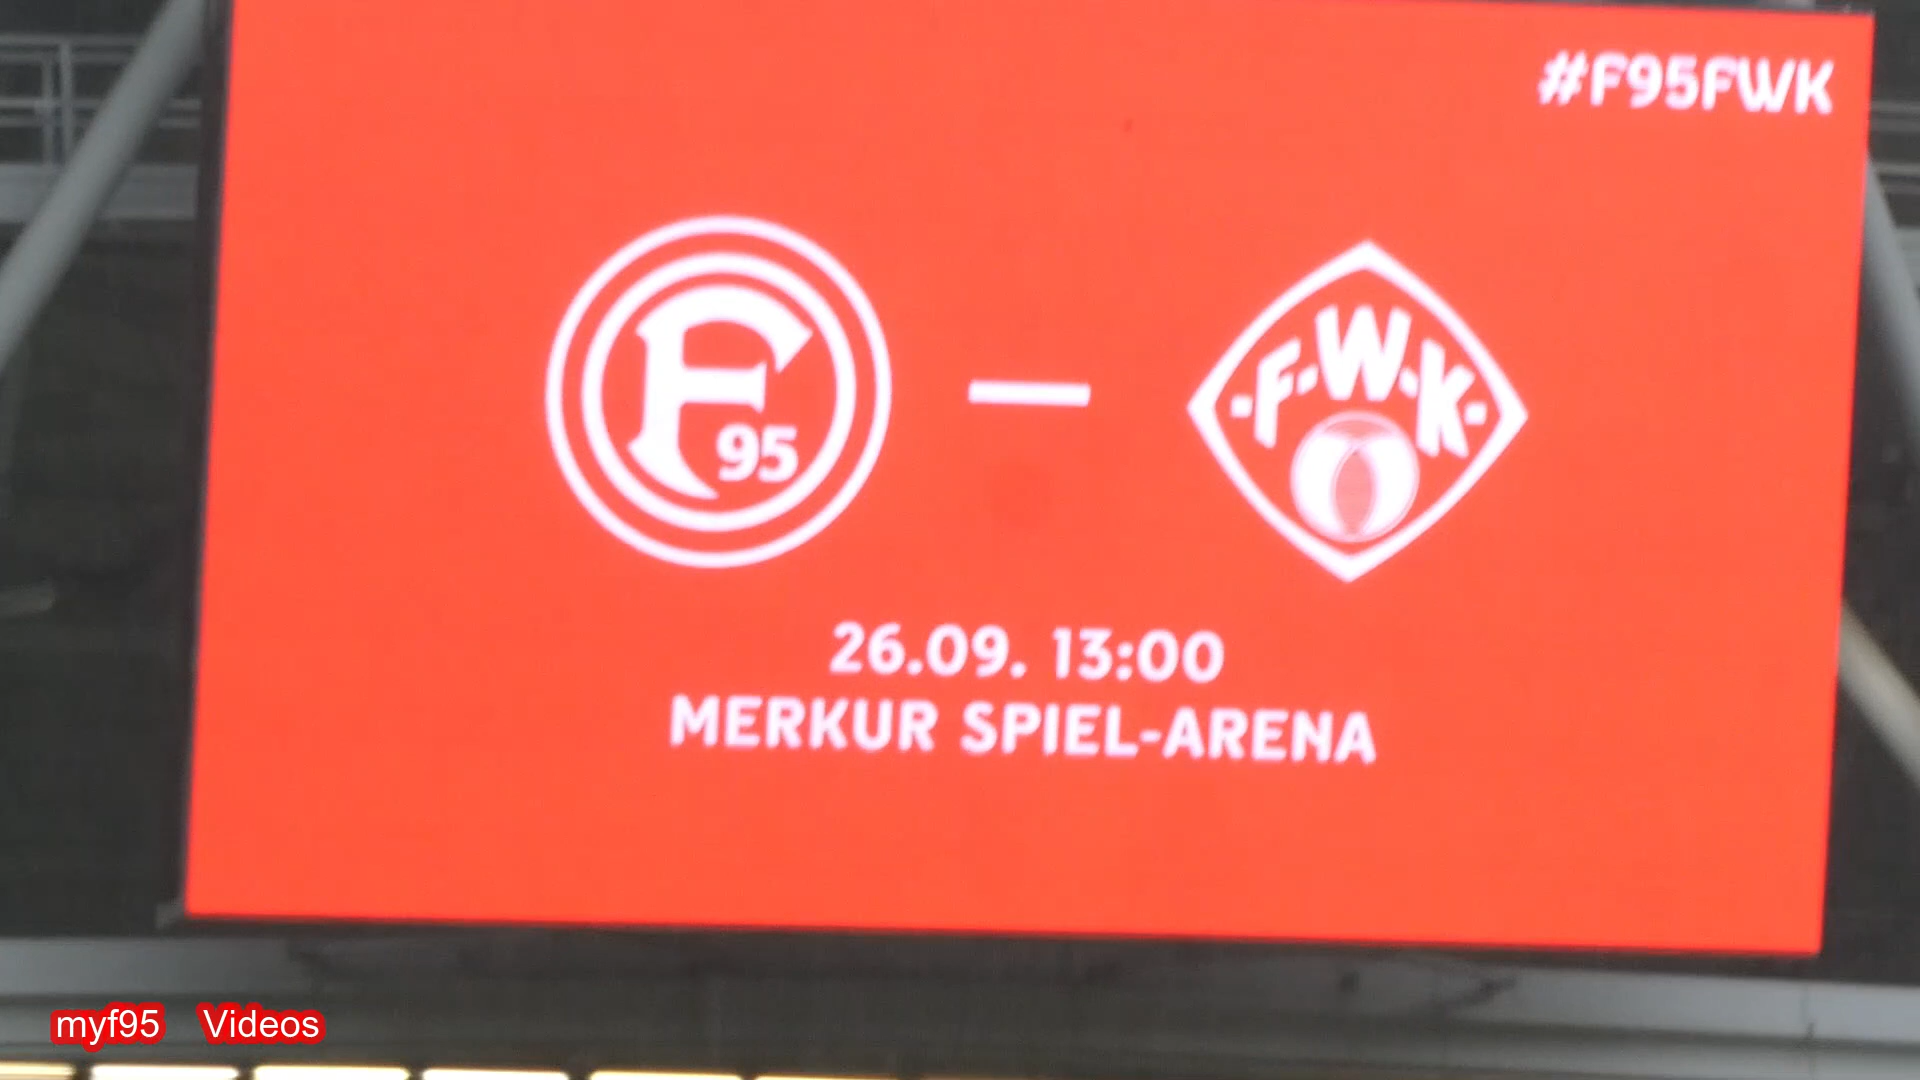 #F95FWK
F
95
—
·F·W·K·
26.09. 13:00
MERKUR SPIEL-ARENA
myf95 Videos